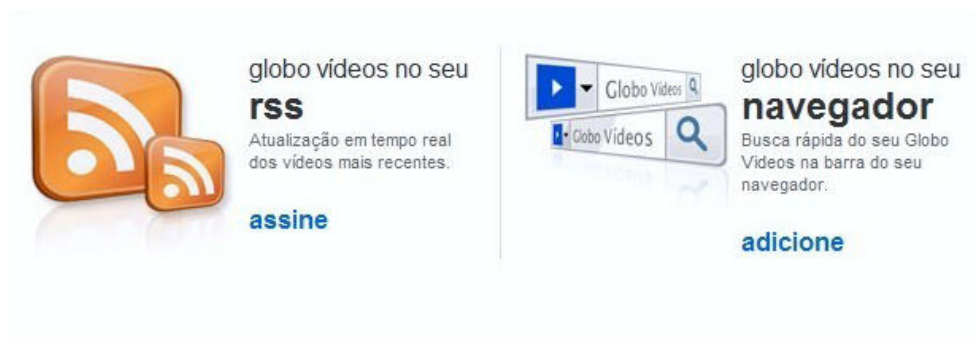 globo vídeos no seu
rss
Atualização em tempo real
dos vídeos mais recentes.
assine
Globo Vídeos
Globo Vídeos
globo vídeos no seu
navegador
Busca rápida do seu Globo
Vídeos na barra do seu
navegador.
adicione